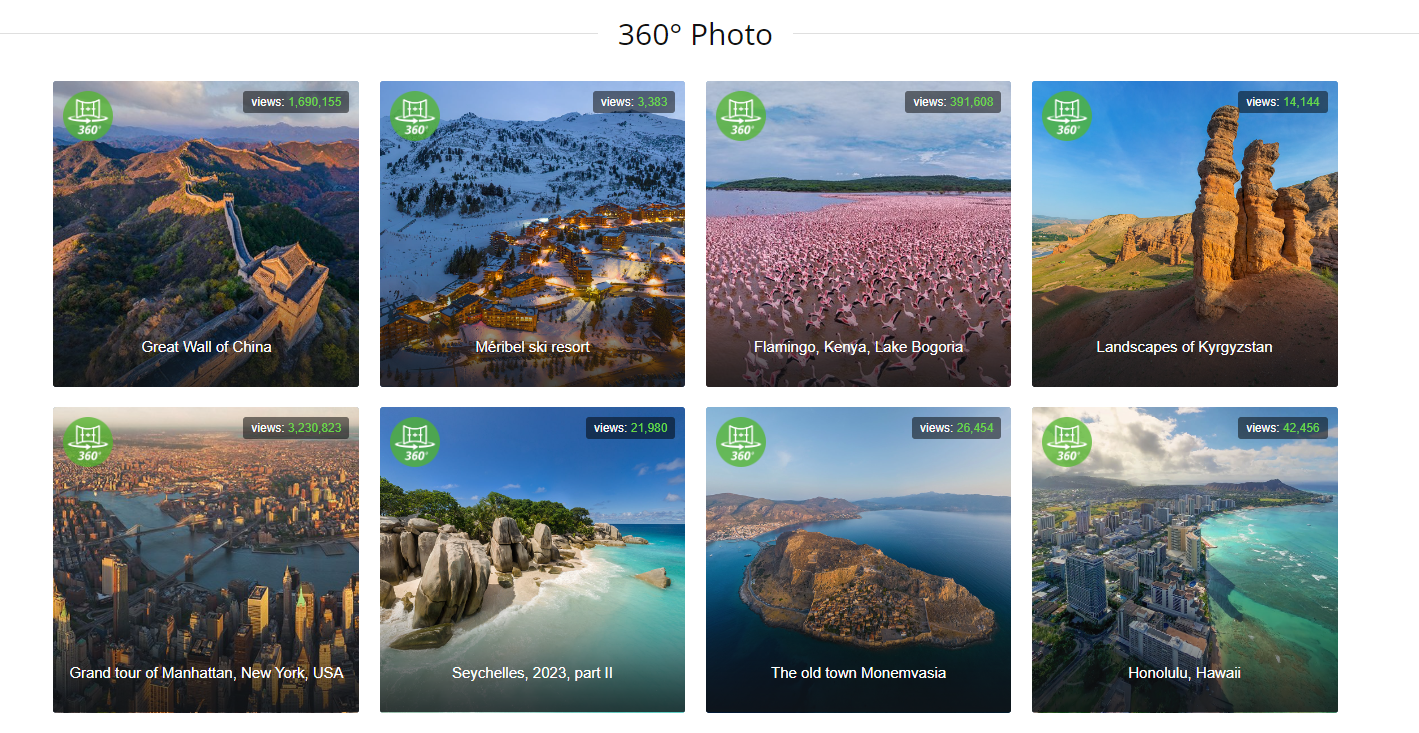 360° Photo
360°
views: 1,690,155
Great Wall of China
360°
views: 3,383
Méribel ski resort
360°
views: 391,608
Flamingo, Kenya, Lake Bogoria
360°
views: 14,144
Landscapes of Kyrgyzstan
360°
views: 3,230,823
Grand tour of Manhattan, New York, USA
360°
views: 21,980
Seychelles, 2023, part II
360°
views: 26,454
The old town Monemvasia
360°
views: 42,456
Honolulu, Hawaii